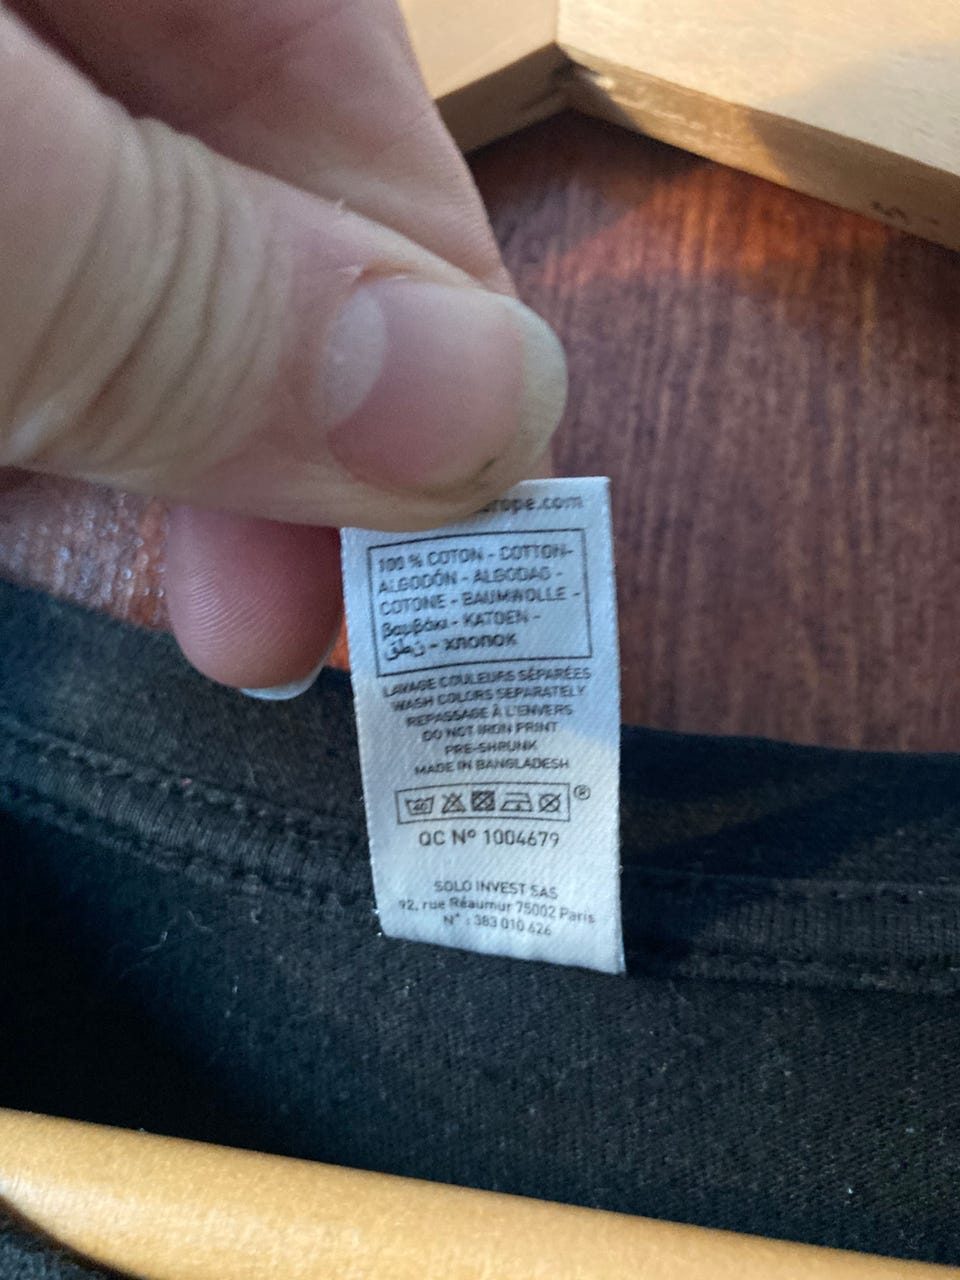 rope.com
100 % COTON - COTTON-
ALGODÓN - ALGODAO -
COTONE - BAUMWOLLE -
βαμβάκι - KATOEN -
قطن - хлопок
LAVAGE COULEURS SÉPARÉES
WASH COLORS SEPARATELY
REPASSAGE À L'ENVERS
DO NOT IRON PRINT
PRE-SHRUNK
MADE IN BANGLADESH
®
QC Nº 1004679
SOLO INVEST SAS
92, rue Réaumur 75002 Paris
N° : 383 010 626